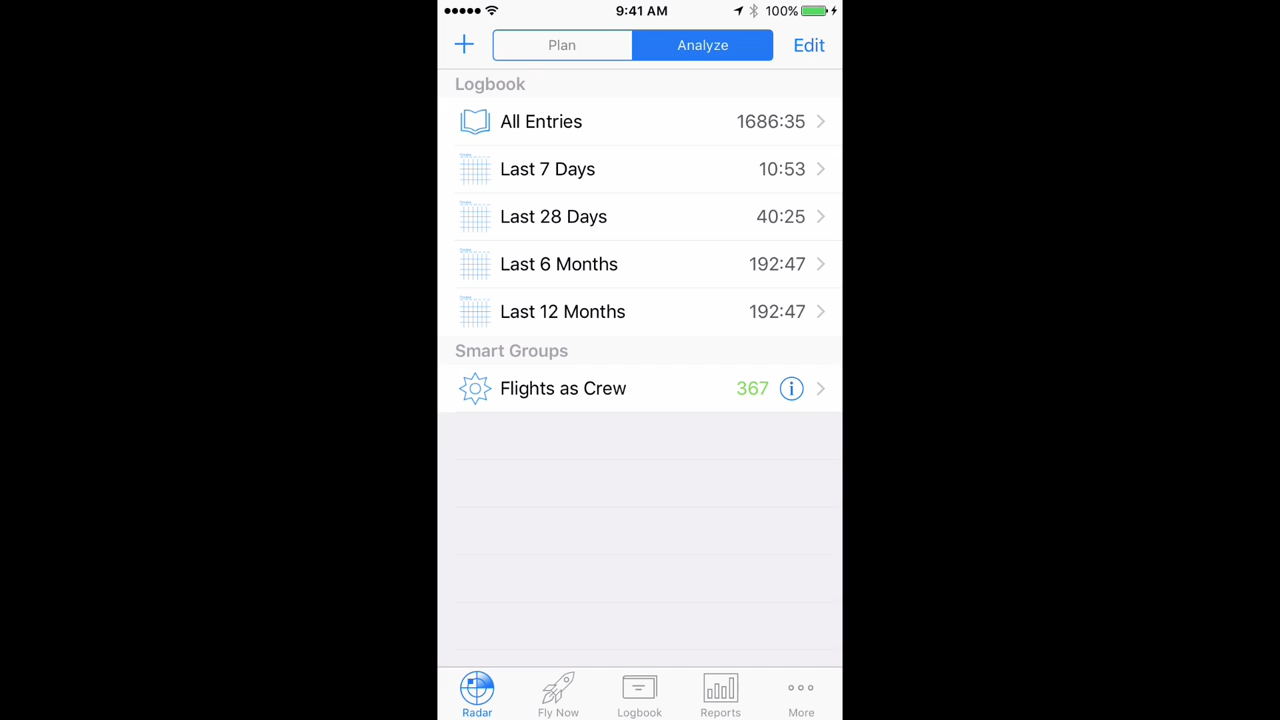 9:41 AM 100%
Plan Analyze Edit
Logbook
All Entries 1686:35
Last 7 Days 10:53
Last 28 Days 40:25
Last 6 Months 192:47
Last 12 Months 192:47
Smart Groups
Flights as Crew 367
Radar Fly Now Logbook Reports More